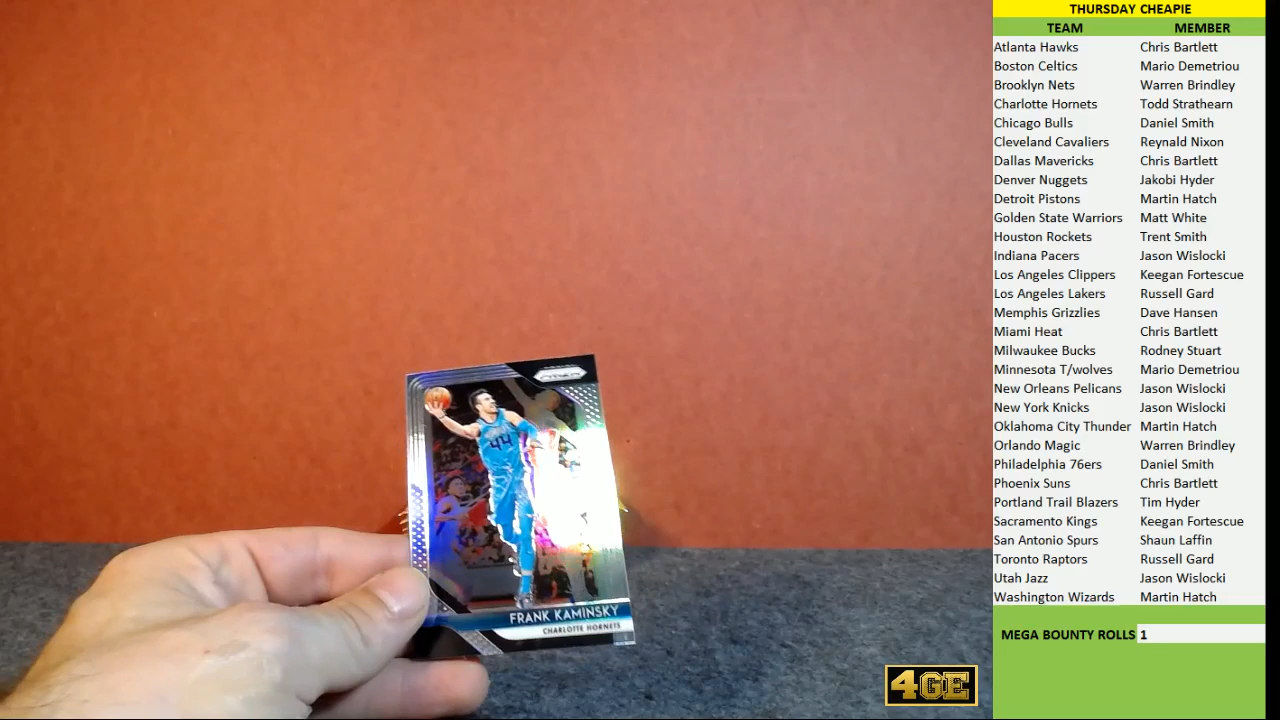 THURSDAY CHEAPIE
TEAM MEMBER
Atlanta Hawks Chris Bartlett
Boston Celtics Mario Demetriou
Brooklyn Nets Warren Brindley
Charlotte Hornets Todd Strathearn
Chicago Bulls Daniel Smith
Cleveland Cavaliers Reynald Nixon
Dallas Mavericks Chris Bartlett
Denver Nuggets Jakobi Hyder
Detroit Pistons Martin Hatch
Golden State Warriors Matt White
Houston Rockets Trent Smith
Indiana Pacers Jason Wislocki
Los Angeles Clippers Keegan Fortescue
Los Angeles Lakers Russell Gard
Memphis Grizzlies Dave Hansen
Miami Heat Chris Bartlett
Milwaukee Bucks Rodney Stuart
Minnesota T/wolves Mario Demetriou
New Orleans Pelicans Jason Wislocki
New York Knicks Jason Wislocki
Oklahoma City Thunder Martin Hatch
Orlando Magic Warren Brindley
Philadelphia 76ers Daniel Smith
Phoenix Suns Chris Bartlett
Portland Trail Blazers Tim Hyder
Sacramento Kings Keegan Fortescue
San Antonio Spurs Shaun Laffin
Toronto Raptors Russell Gard
Utah Jazz Jason Wislocki
Washington Wizards Martin Hatch
MEGA BOUNTY ROLLS 1
44
FRANK KAMINSKY
CHARLOTTE HORNETS
4GE